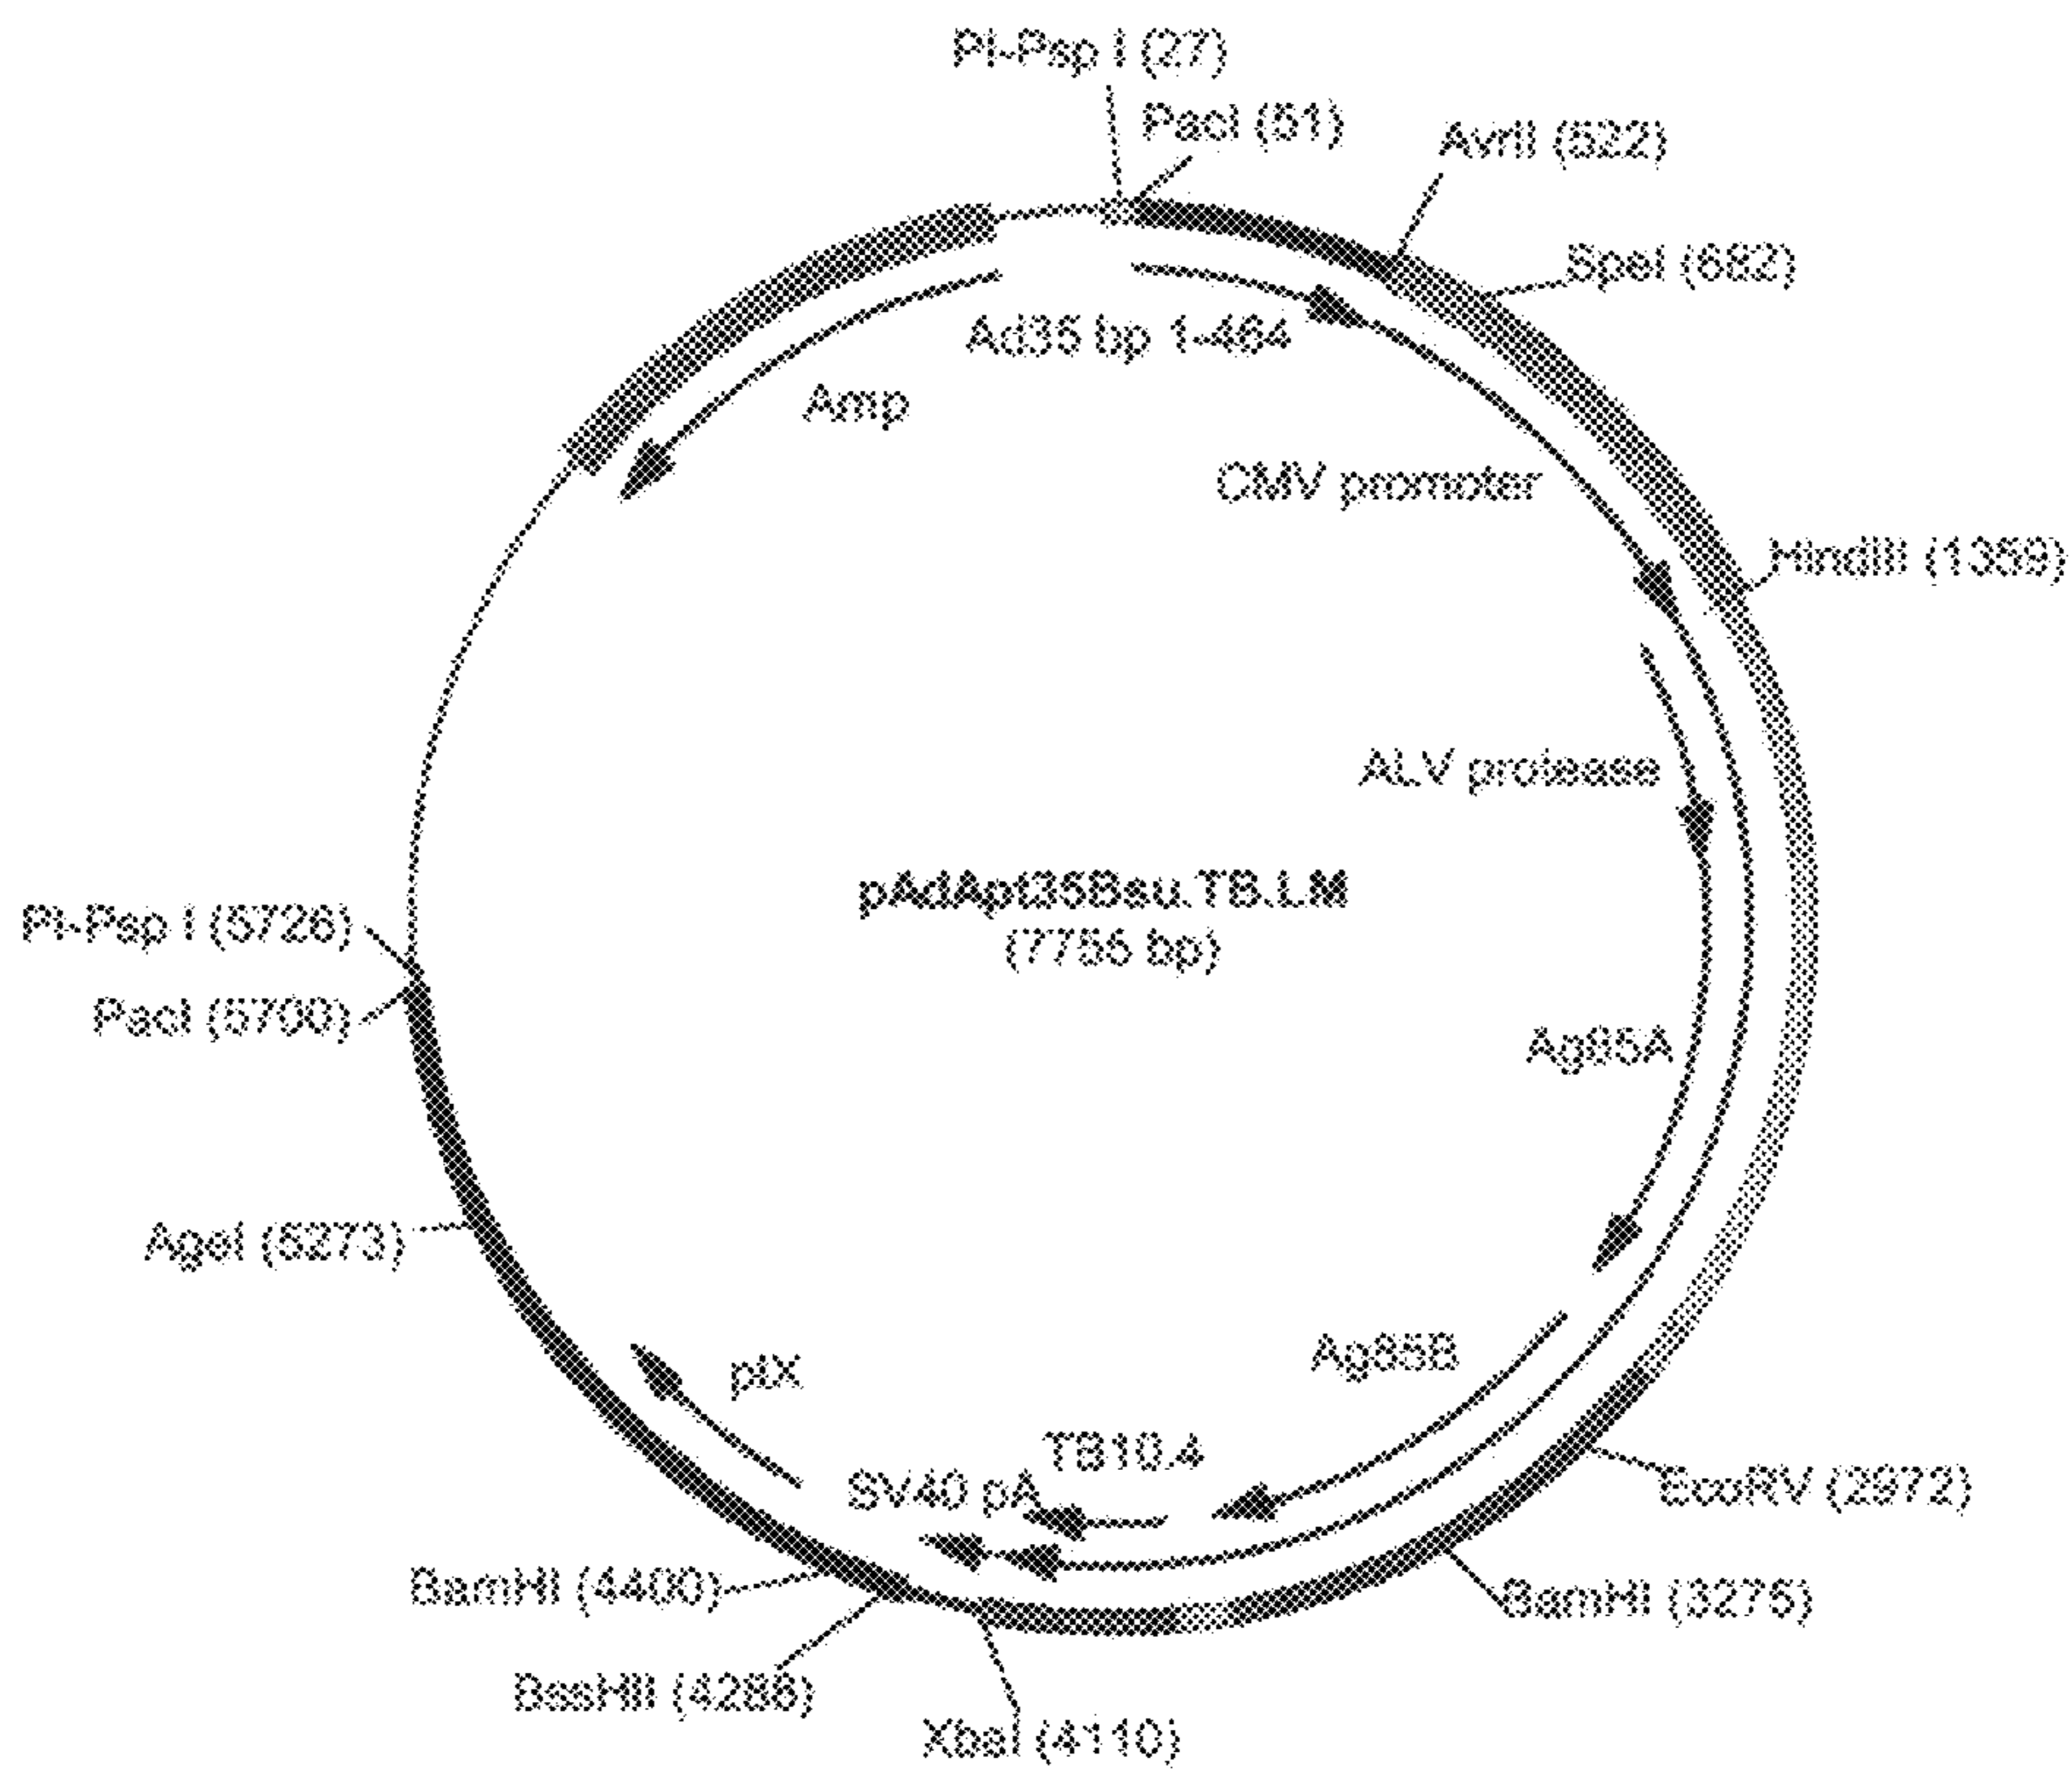 PI-Psp I (27)
PacI (51)
AvrII (522)
SpeI (682)
Ad35 bp 1-464
Amp
CMV promoter
HindIII (1359)
ALV protease
pAdApt35Bsu.TB.LM
(7786 bp)
PI-Psp I (5726)
PacI (5700)
Ag85A
AgeI (5273)
Ag85B
pIX
TB10.4
SV40 pA
EcoRV (2972)
BamHI (4400)
BamHI (3275)
BssHII (4286)
XbaI (4110)